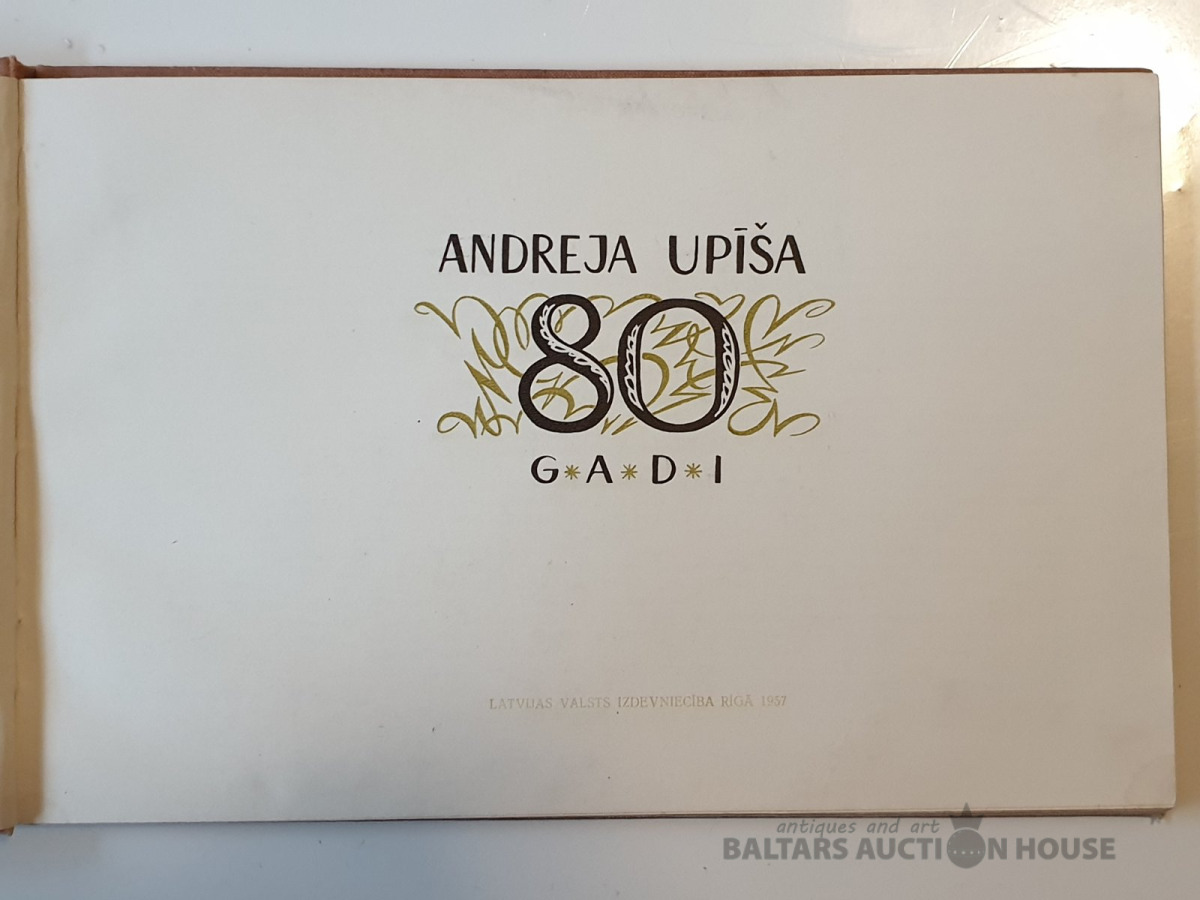 ANDREJA UPĪŠA
80
G*A*D*I
LATVIJAS VALSTS IZDEVNIECĪBA RĪGĀ 1957
antiques and art
BALTARS AUCTION HOUSE